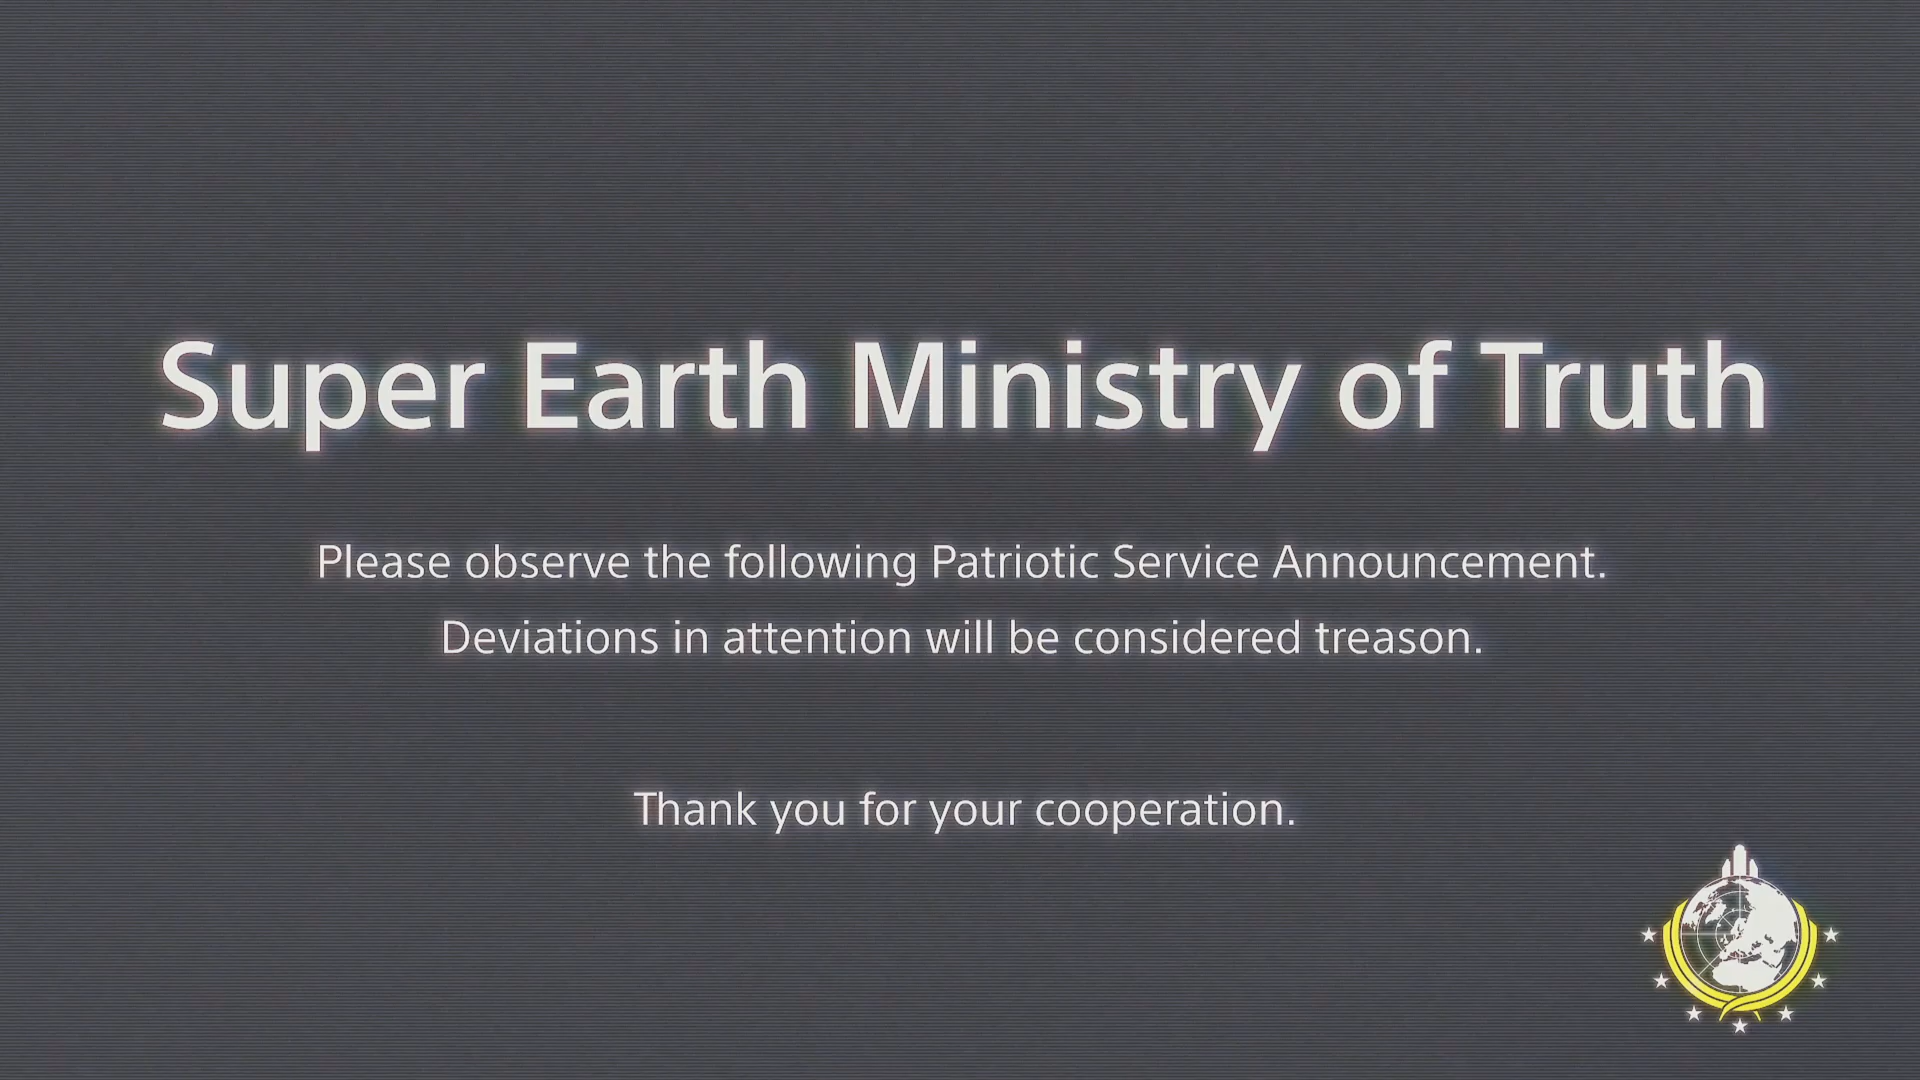 Super Earth Ministry of Truth
Please observe the following Patriotic Service Announcement.
Deviations in attention will be considered treason.
Thank you for your cooperation.